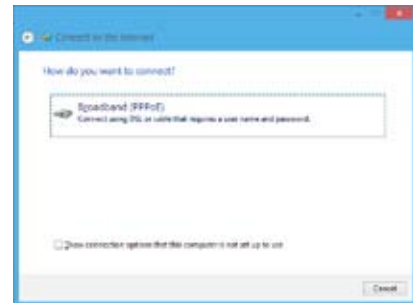 Connect to the Internet
How do you want to connect?
Broadband (PPPoE)
Connect using DSL or cable that requires a user name and password.
Show connection options that this computer is not set up to use
Cancel